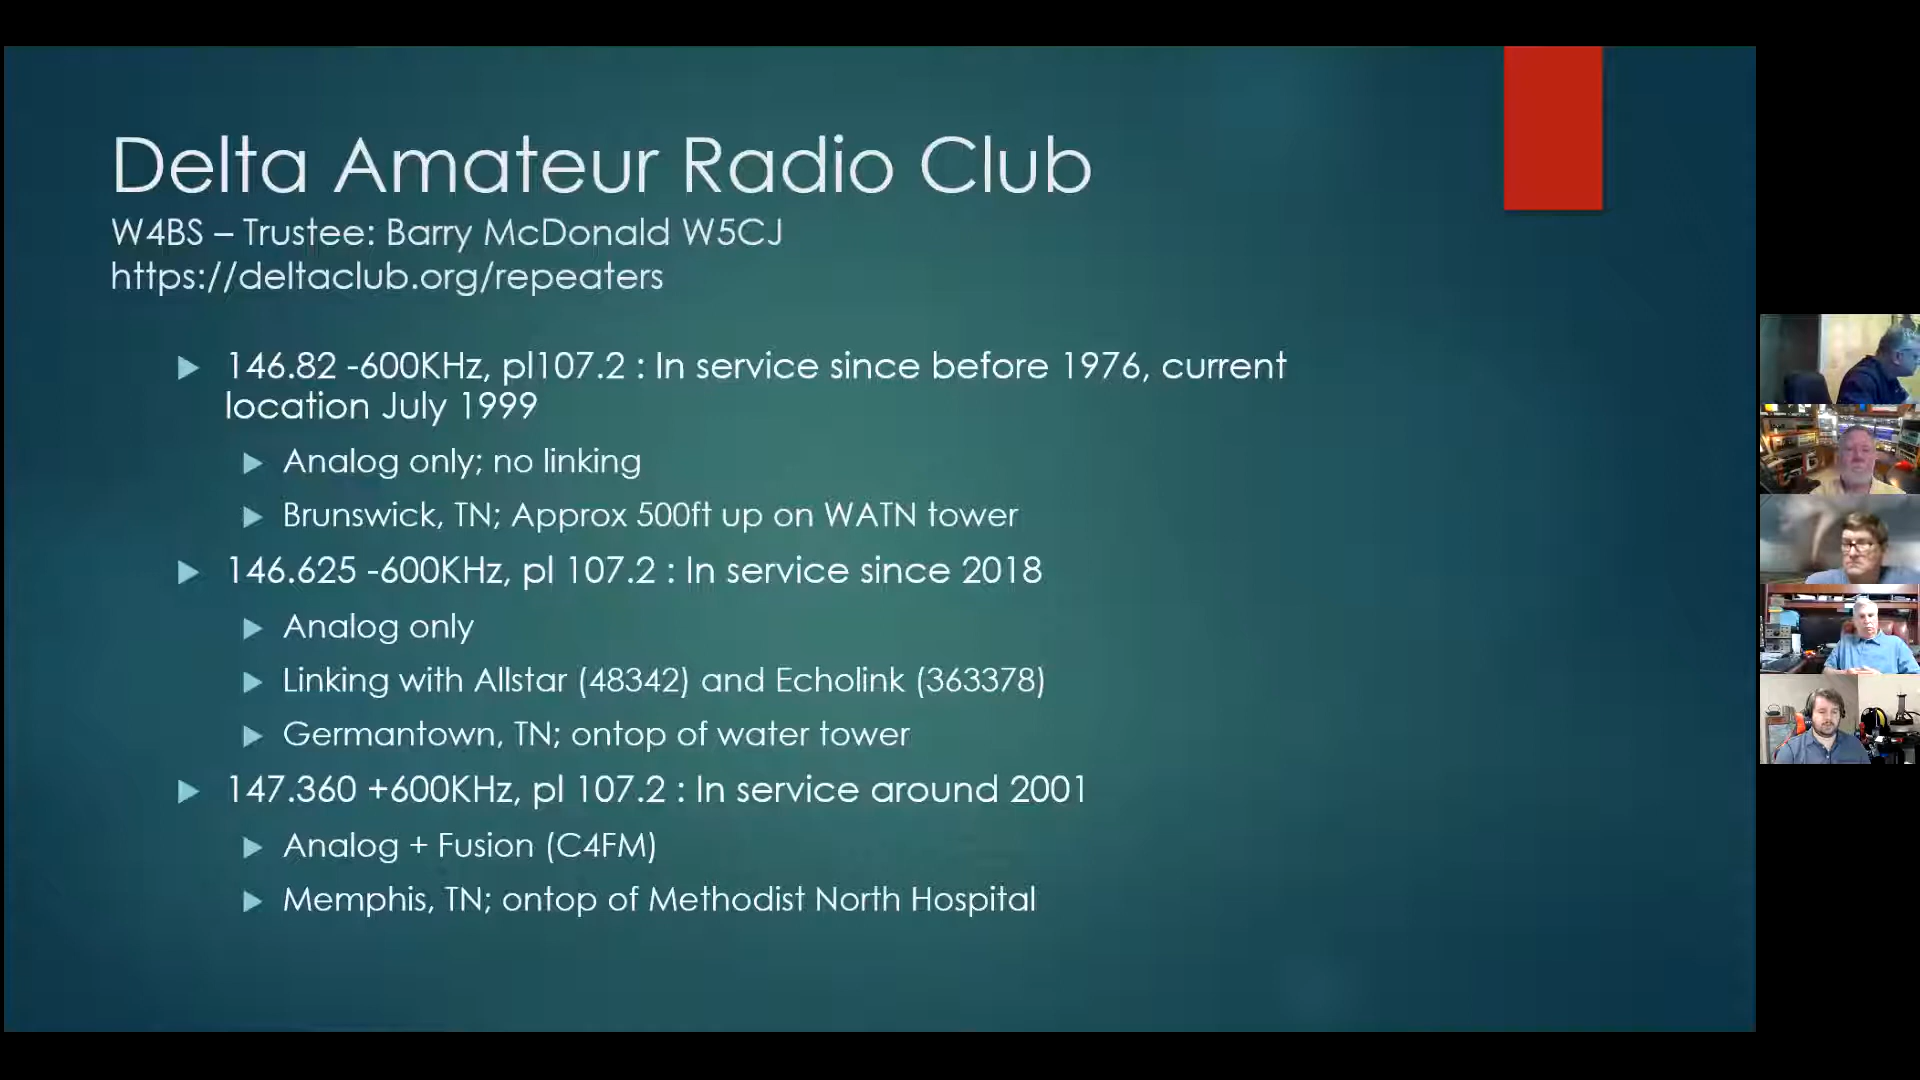 Delta Amateur Radio Club
W4BS – Trustee: Barry McDonald W5CJ
https://deltaclub.org/repeaters
146.82 -600KHz, pl107.2 : In service since before 1976, current
location July 1999
Analog only; no linking
Brunswick, TN; Approx 500ft up on WATN tower
146.625 -600KHz, pl 107.2 : In service since 2018
Analog only
Linking with Allstar (48342) and Echolink (363378)
Germantown, TN; ontop of water tower
147.360 +600KHz, pl 107.2 : In service around 2001
Analog + Fusion (C4FM)
Memphis, TN; ontop of Methodist North Hospital